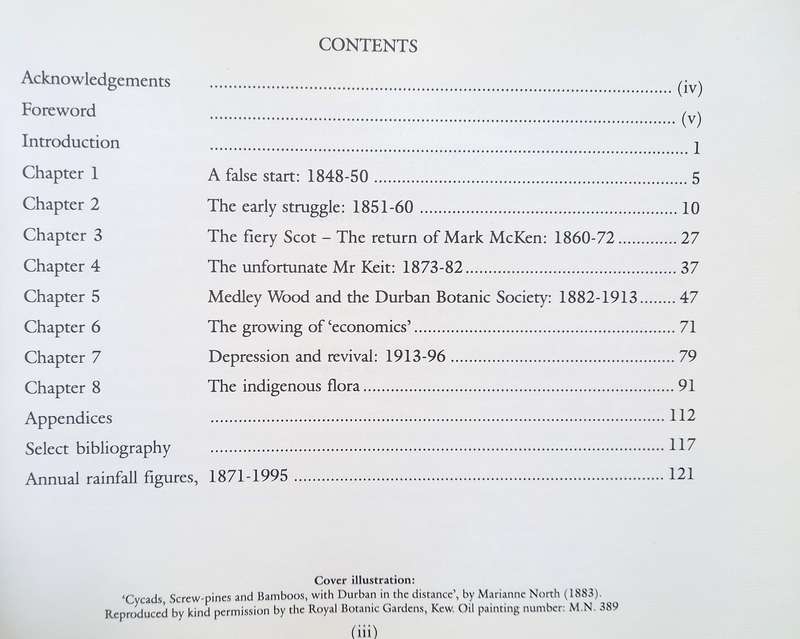 CONTENTS
Acknowledgements ........................................................................ (iv)
Foreword ........................................................................ (v)
Introduction ........................................................................ 1
Chapter 1 A false start: 1848-50 ........................................................ 5
Chapter 2 The early struggle: 1851-60 ................................................ 10
Chapter 3 The fiery Scot – The return of Mark McKen: 1860-72 ............ 27
Chapter 4 The unfortunate Mr Keit: 1873-82 ........................................ 37
Chapter 5 Medley Wood and the Durban Botanic Society: 1882-1913 ........ 47
Chapter 6 The growing of ‘economics’ .................................................. 71
Chapter 7 Depression and revival: 1913-96 .......................................... 79
Chapter 8 The indigenous flora ............................................................ 91
Appendices ........................................................................ 112
Select bibliography ........................................................................ 117
Annual rainfall figures, 1871-1995 ...................................................... 121
Cover illustration:
‘Cycads, Screw-pines and Bamboos, with Durban in the distance’, by Marianne North (1883).
Reproduced by kind permission by the Royal Botanic Gardens, Kew. Oil painting number: M.N. 389
(iii)